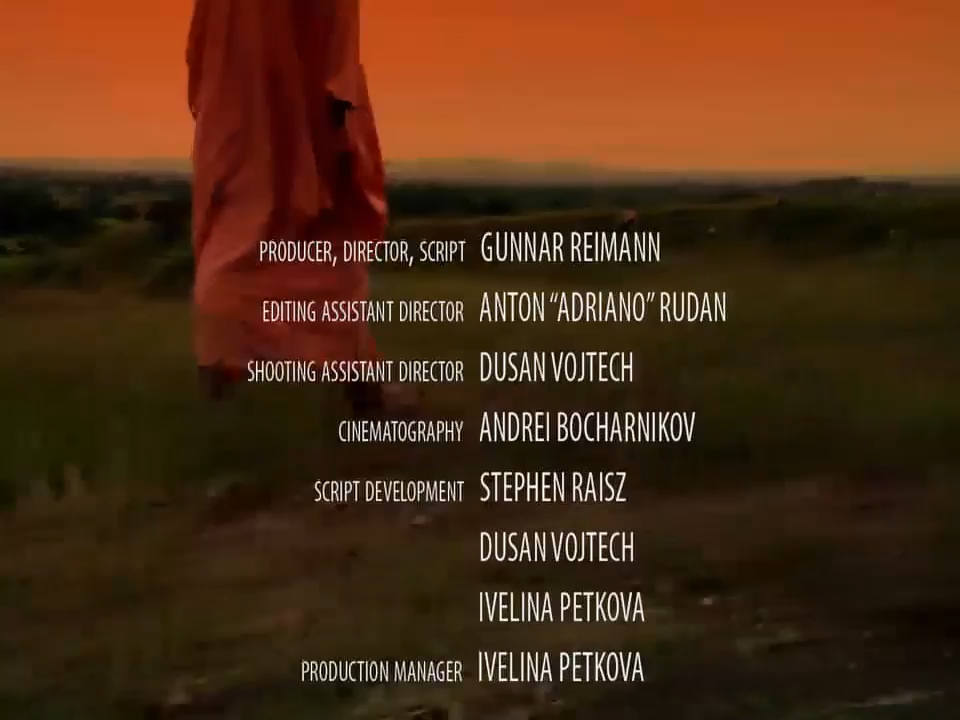 PRODUCER, DIRECTOR, SCRIPT GUNNAR REIMANN
EDITING ASSISTANT DIRECTOR ANTON “ADRIANO” RUDAN
SHOOTING ASSISTANT DIRECTOR DUSAN VOJTECH
CINEMATOGRAPHY ANDREI BOCHARNIKOV
SCRIPT DEVELOPMENT STEPHEN RAISZ
DUSAN VOJTECH
IVELINA PETKOVA
PRODUCTION MANAGER IVELINA PETKOVA